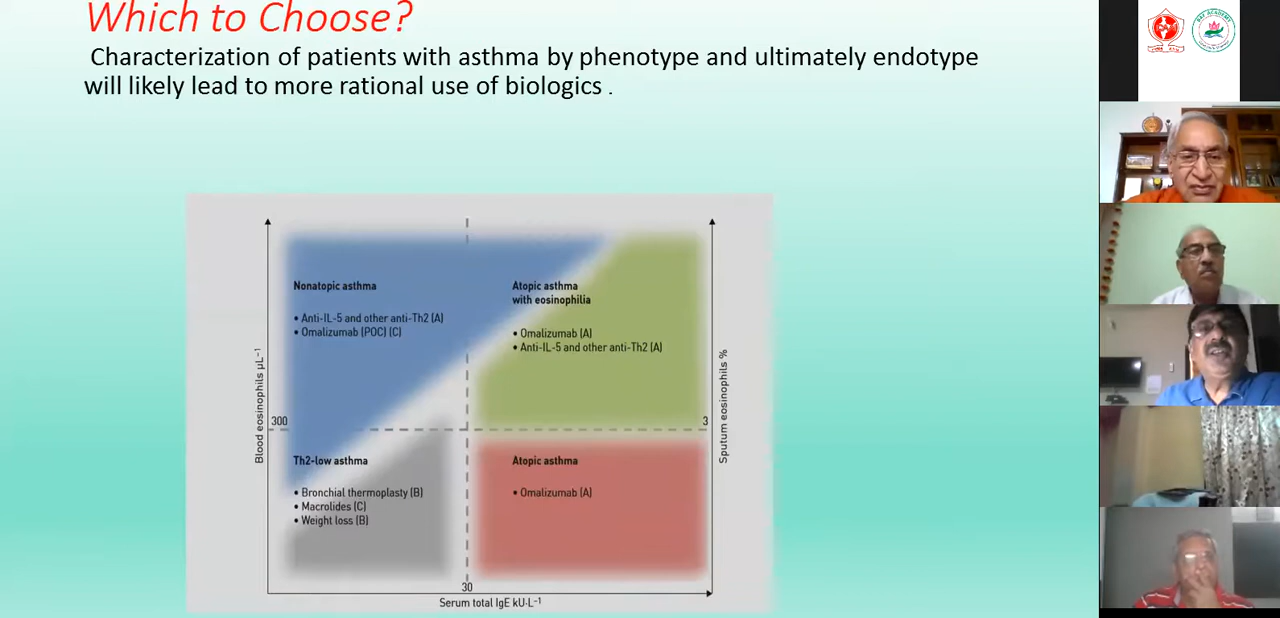 Which to Choose?
Characterization of patients with asthma by phenotype and ultimately endotype
will likely lead to more rational use of biologics .
Nonatopic asthma
• Anti-IL-5 and other anti-Th2 (A)
• Omalizumab (POC) (C)
Atopic asthma
with eosinophilia
• Omalizumab (A)
• Anti-IL-5 and other anti-Th2 (A)
Blood eosinophils µL⁻¹
Sputum eosinophils %
300
3
Th2-low asthma
• Bronchial thermoplasty (B)
• Macrolides (C)
• Weight loss (B)
Atopic asthma
• Omalizumab (A)
30
Serum total IgE kU·L⁻¹